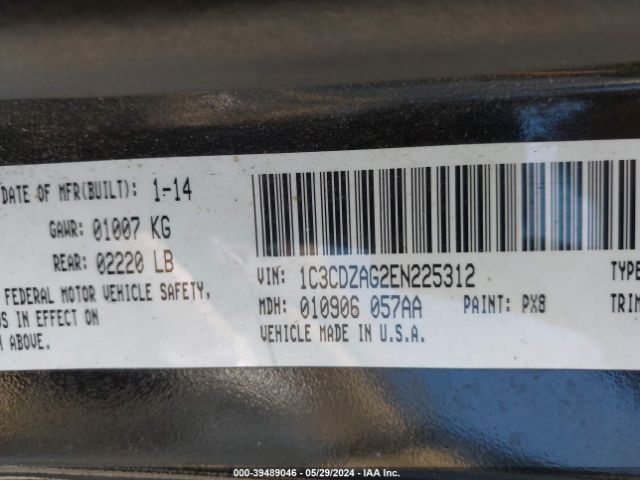 DATE OF MFR(BUILT): 1-14
GAWR: 01007 KG
REAR: 02220 LB
FEDERAL MOTOR VEHICLE SAFETY,
DS IN EFFECT ON
ABOVE.
VIN: 1C3CDZAG2EN225312 TYPE
MDH: 010906 057AA PAINT: PX8 TRIM
VEHICLE MADE IN U.S.A.
000-39489046 - 05/29/2024 - IAA Inc.